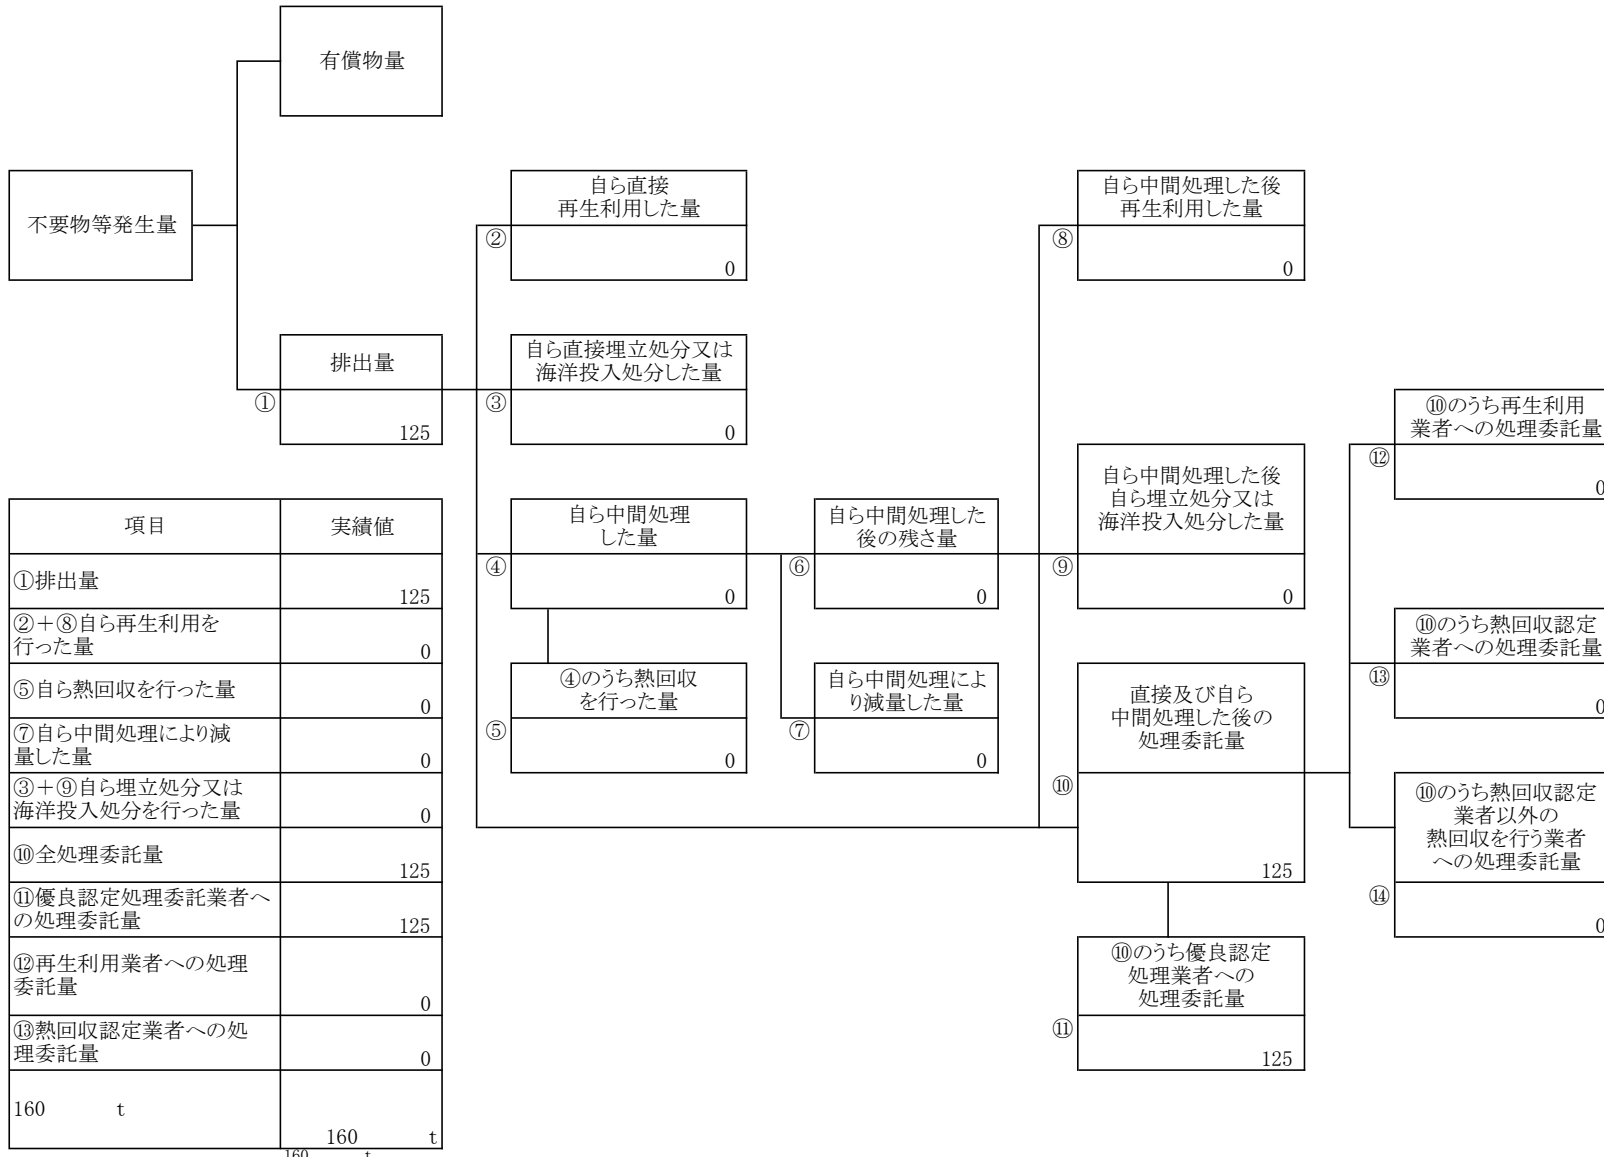 有償物量
不要物等発生量
自ら直接
再生利用した量
②
0
自ら中間処理した後
再生利用した量
⑧
0
排出量
①
125
自ら直接埋立処分又は
海洋投入処分した量
③
0
⑩のうち再生利用
業者への処理委託量
⑫
0
項目
実績値
①排出量
125
②+⑧自ら再生利用を
行った量
0
⑤自ら熱回収を行った量
0
⑦自ら中間処理により減
量した量
0
③+⑨自ら埋立処分又は
海洋投入処分を行った量
0
⑩全処理委託量
125
⑪優良認定処理委託業者へ
の処理委託量
125
⑫再生利用業者への処理
委託量
0
⑬熱回収認定業者への処
理委託量
0
160 t
160 t
160 t
自ら中間処理
した量
④
0
自ら中間処理した
後の残さ量
⑥
0
自ら中間処理した後
自ら埋立処分又は
海洋投入処分した量
⑨
0
④のうち熱回収
を行った量
⑤
0
自ら中間処理によ
り減量した量
⑦
0
直接及び自ら
中間処理した後の
処理委託量
⑩
125
⑩のうち熱回収認定
業者への処理委託量
⑬
0
⑩のうち熱回収認定
業者以外の
熱回収を行う業者
への処理委託量
⑭
0
⑩のうち優良認定
処理業者への
処理委託量
⑪
125